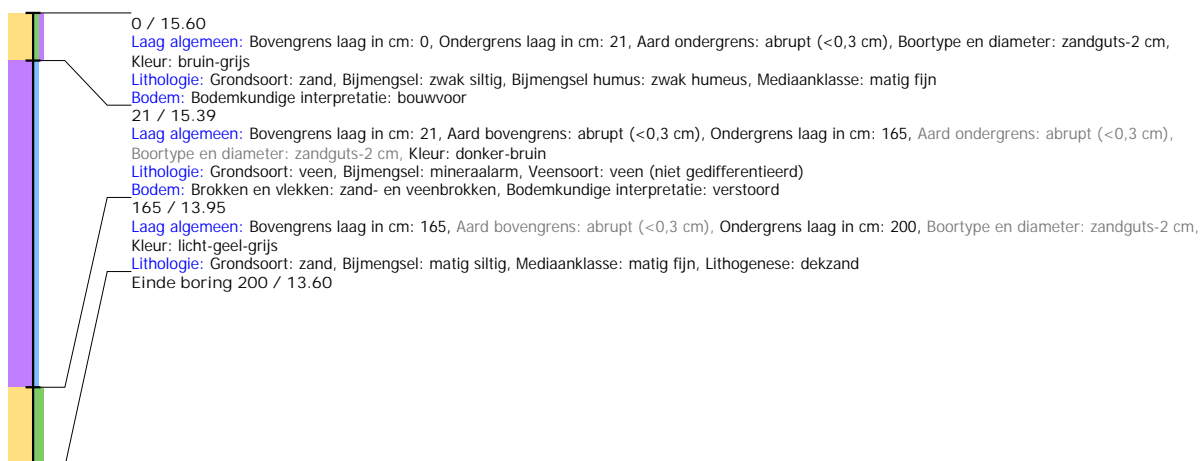 0 / 15.60
Laag algemeen: Bovengrens laag in cm: 0, Ondergrens laag in cm: 21, Aard ondergrens: abrupt (<0,3 cm), Boortype en diameter: zandguts-2 cm,
Kleur: bruin-grijs
Lithologie: Grondsoort: zand, Bijmengsel: zwak siltig, Bijmengsel humus: zwak humeus, Mediaanklasse: matig fijn
Bodem: Bodemkundige interpretatie: bouwvoor
21 / 15.39
Laag algemeen: Bovengrens laag in cm: 21, Aard bovengrens: abrupt (<0,3 cm), Ondergrens laag in cm: 165, Aard ondergrens: abrupt (<0,3 cm),
Boortype en diameter: zandguts-2 cm, Kleur: donker-bruin
Lithologie: Grondsoort: veen, Bijmengsel: mineraalarm, Veensoort: veen (niet gedifferentieerd)
Bodem: Brokken en vlekken: zand- en veenbrokken, Bodemkundige interpretatie: verstoord
165 / 13.95
Laag algemeen: Bovengrens laag in cm: 165, Aard bovengrens: abrupt (<0,3 cm), Ondergrens laag in cm: 200, Boortype en diameter: zandguts-2 cm,
Kleur: licht-geel-grijs
Lithologie: Grondsoort: zand, Bijmengsel: matig siltig, Mediaanklasse: matig fijn, Lithogenese: dekzand
Einde boring 200 / 13.60